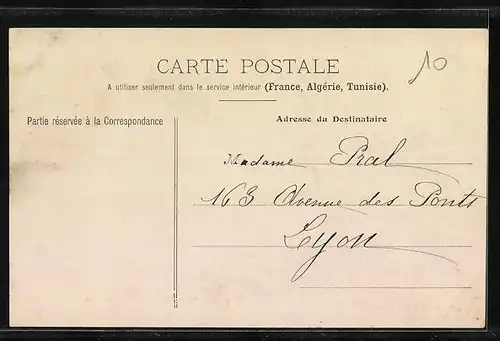 10
CARTE POSTALE
A utiliser seulement dans le service intérieur (France, Algérie, Tunisie).
Partie réservée à la Correspondance
Adresse du Destinataire
Madame Pral
163 Avenue des Ponts
Lyon